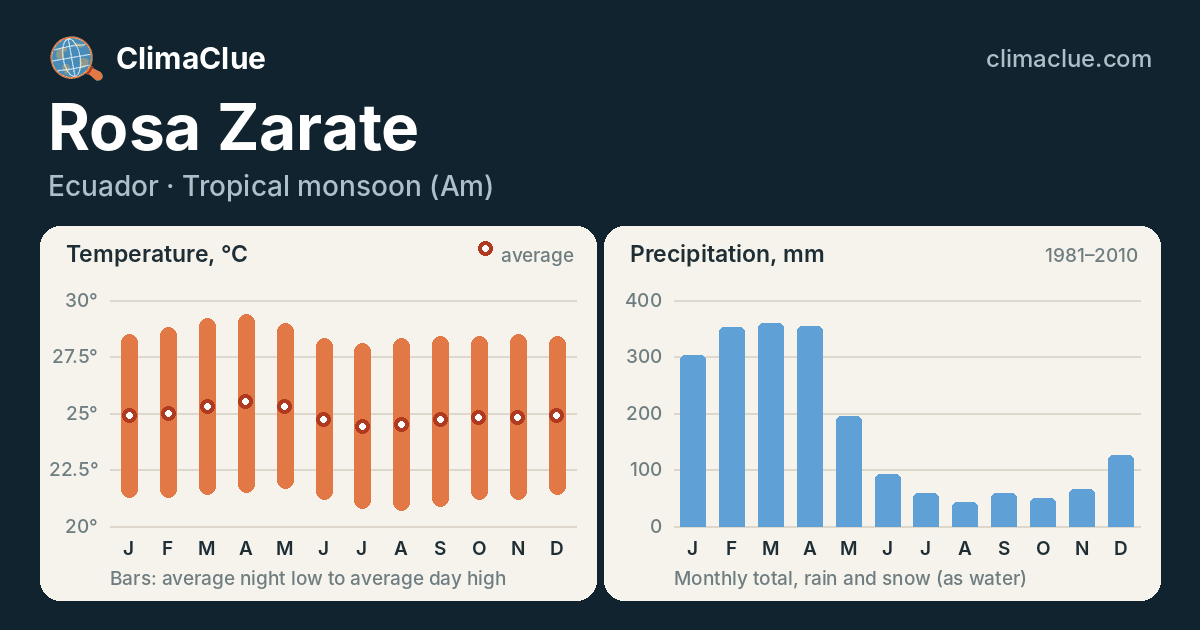 ClimaClue
climaclue.com
Rosa Zarate
Ecuador · Tropical monsoon (Am)
Temperature, °C
average
30°
27.5°
25°
22.5°
20°
J F M A M J J A S O N D
Bars: average night low to average day high
Precipitation, mm
1981–2010
400
300
200
100
0
J F M A M J J A S O N D
Monthly total, rain and snow (as water)